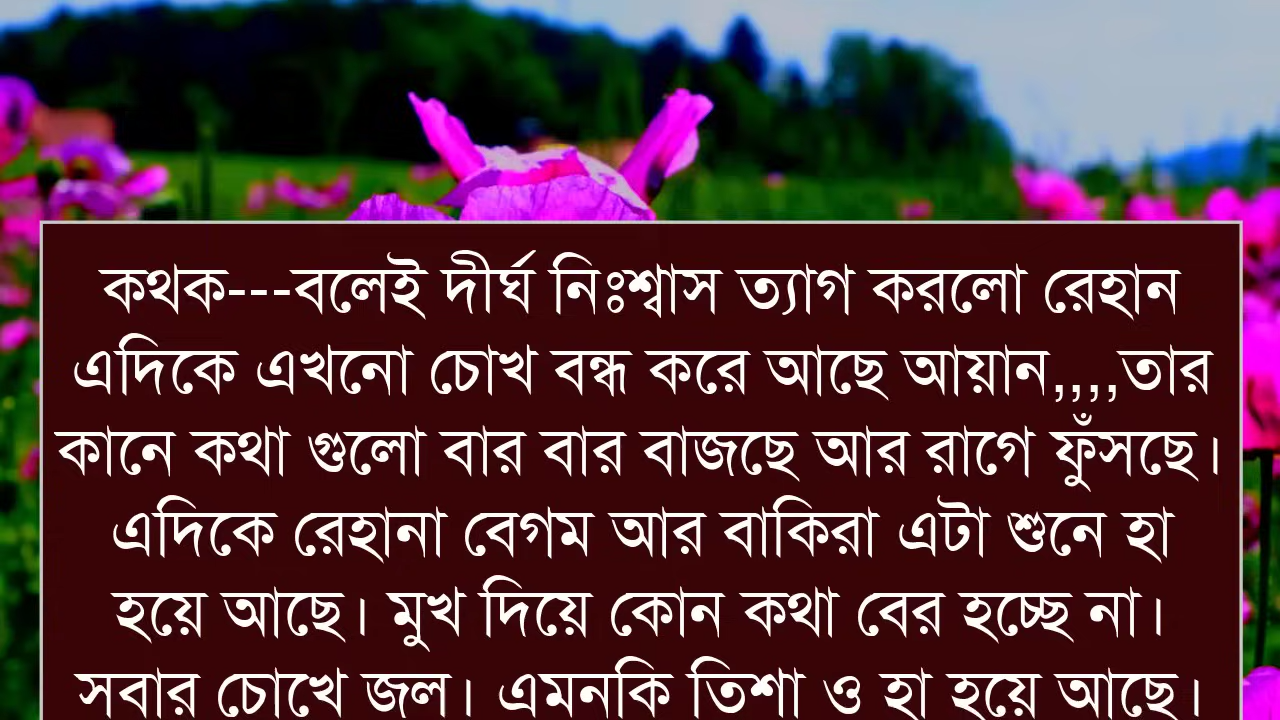 কথক---বলেই দীর্ঘ নিঃশ্বাস ত্যাগ করলো রেহান
এদিকে এখনো চোখ বন্ধ করে আছে আয়ান,,,,তার
কানে কথা গুলো বার বার বাজছে আর রাগে ফুঁসছে।
এদিকে রেহানা বেগম আর বাকিরা এটা শুনে হা
হয়ে আছে। মুখ দিয়ে কোন কথা বের হচ্ছে না।
সবার চোখে জল। এমনকি তিশা ও হা হয়ে আছে।